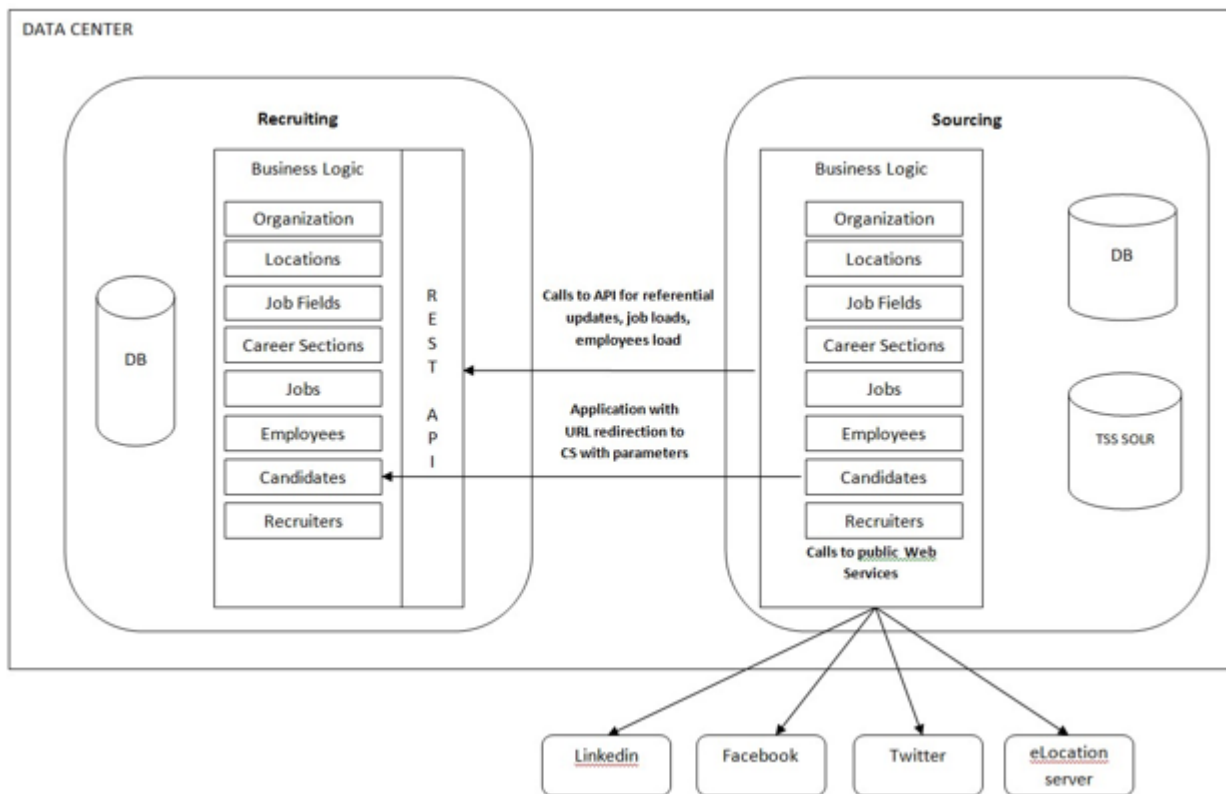 DATA CENTER
Recruiting
Business Logic
Organization
Locations
Job Fields
Career Sections
Jobs
Employees
Candidates
Recruiters
DB
R
E
S
T
A
P
I
Calls to API for referential
updates, job loads,
employees load
Application with
URL redirection to
CS with parameters
Sourcing
Business Logic
Organization
Locations
Job Fields
Career Sections
Jobs
Employees
Candidates
Recruiters
Calls to public Web
Services
DB
TSS SOLR
Linkedin
Facebook
Twitter
eLocation
server